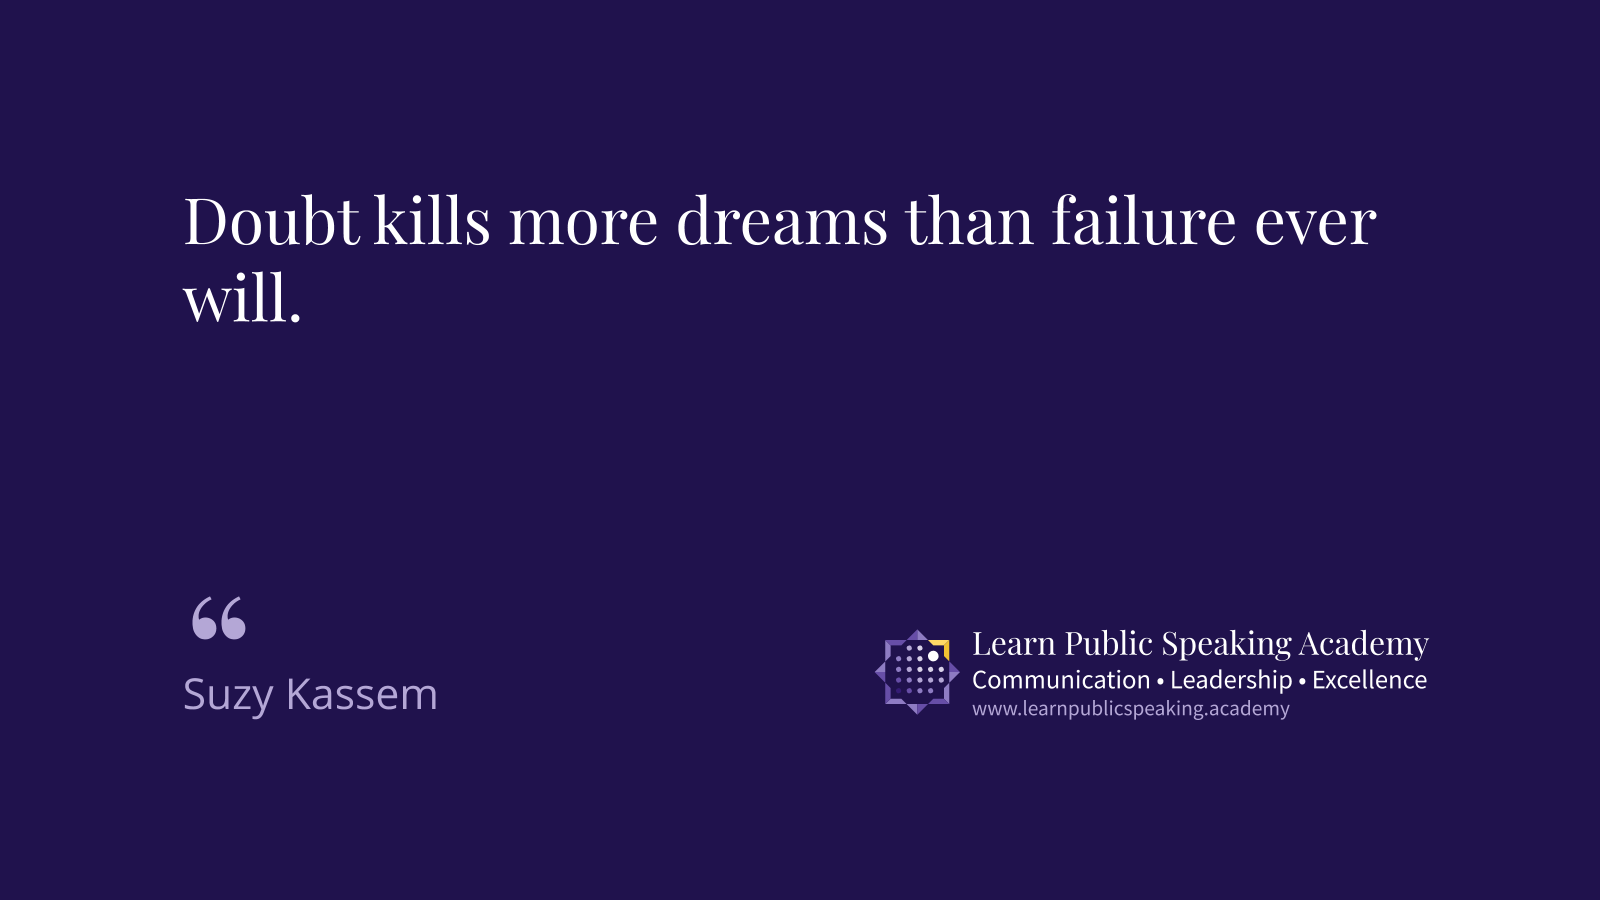 Doubt kills more dreams than failure ever
will.
“
Suzy Kassem
Learn Public Speaking Academy
Communication • Leadership • Excellence
www.learnpublicspeaking.academy